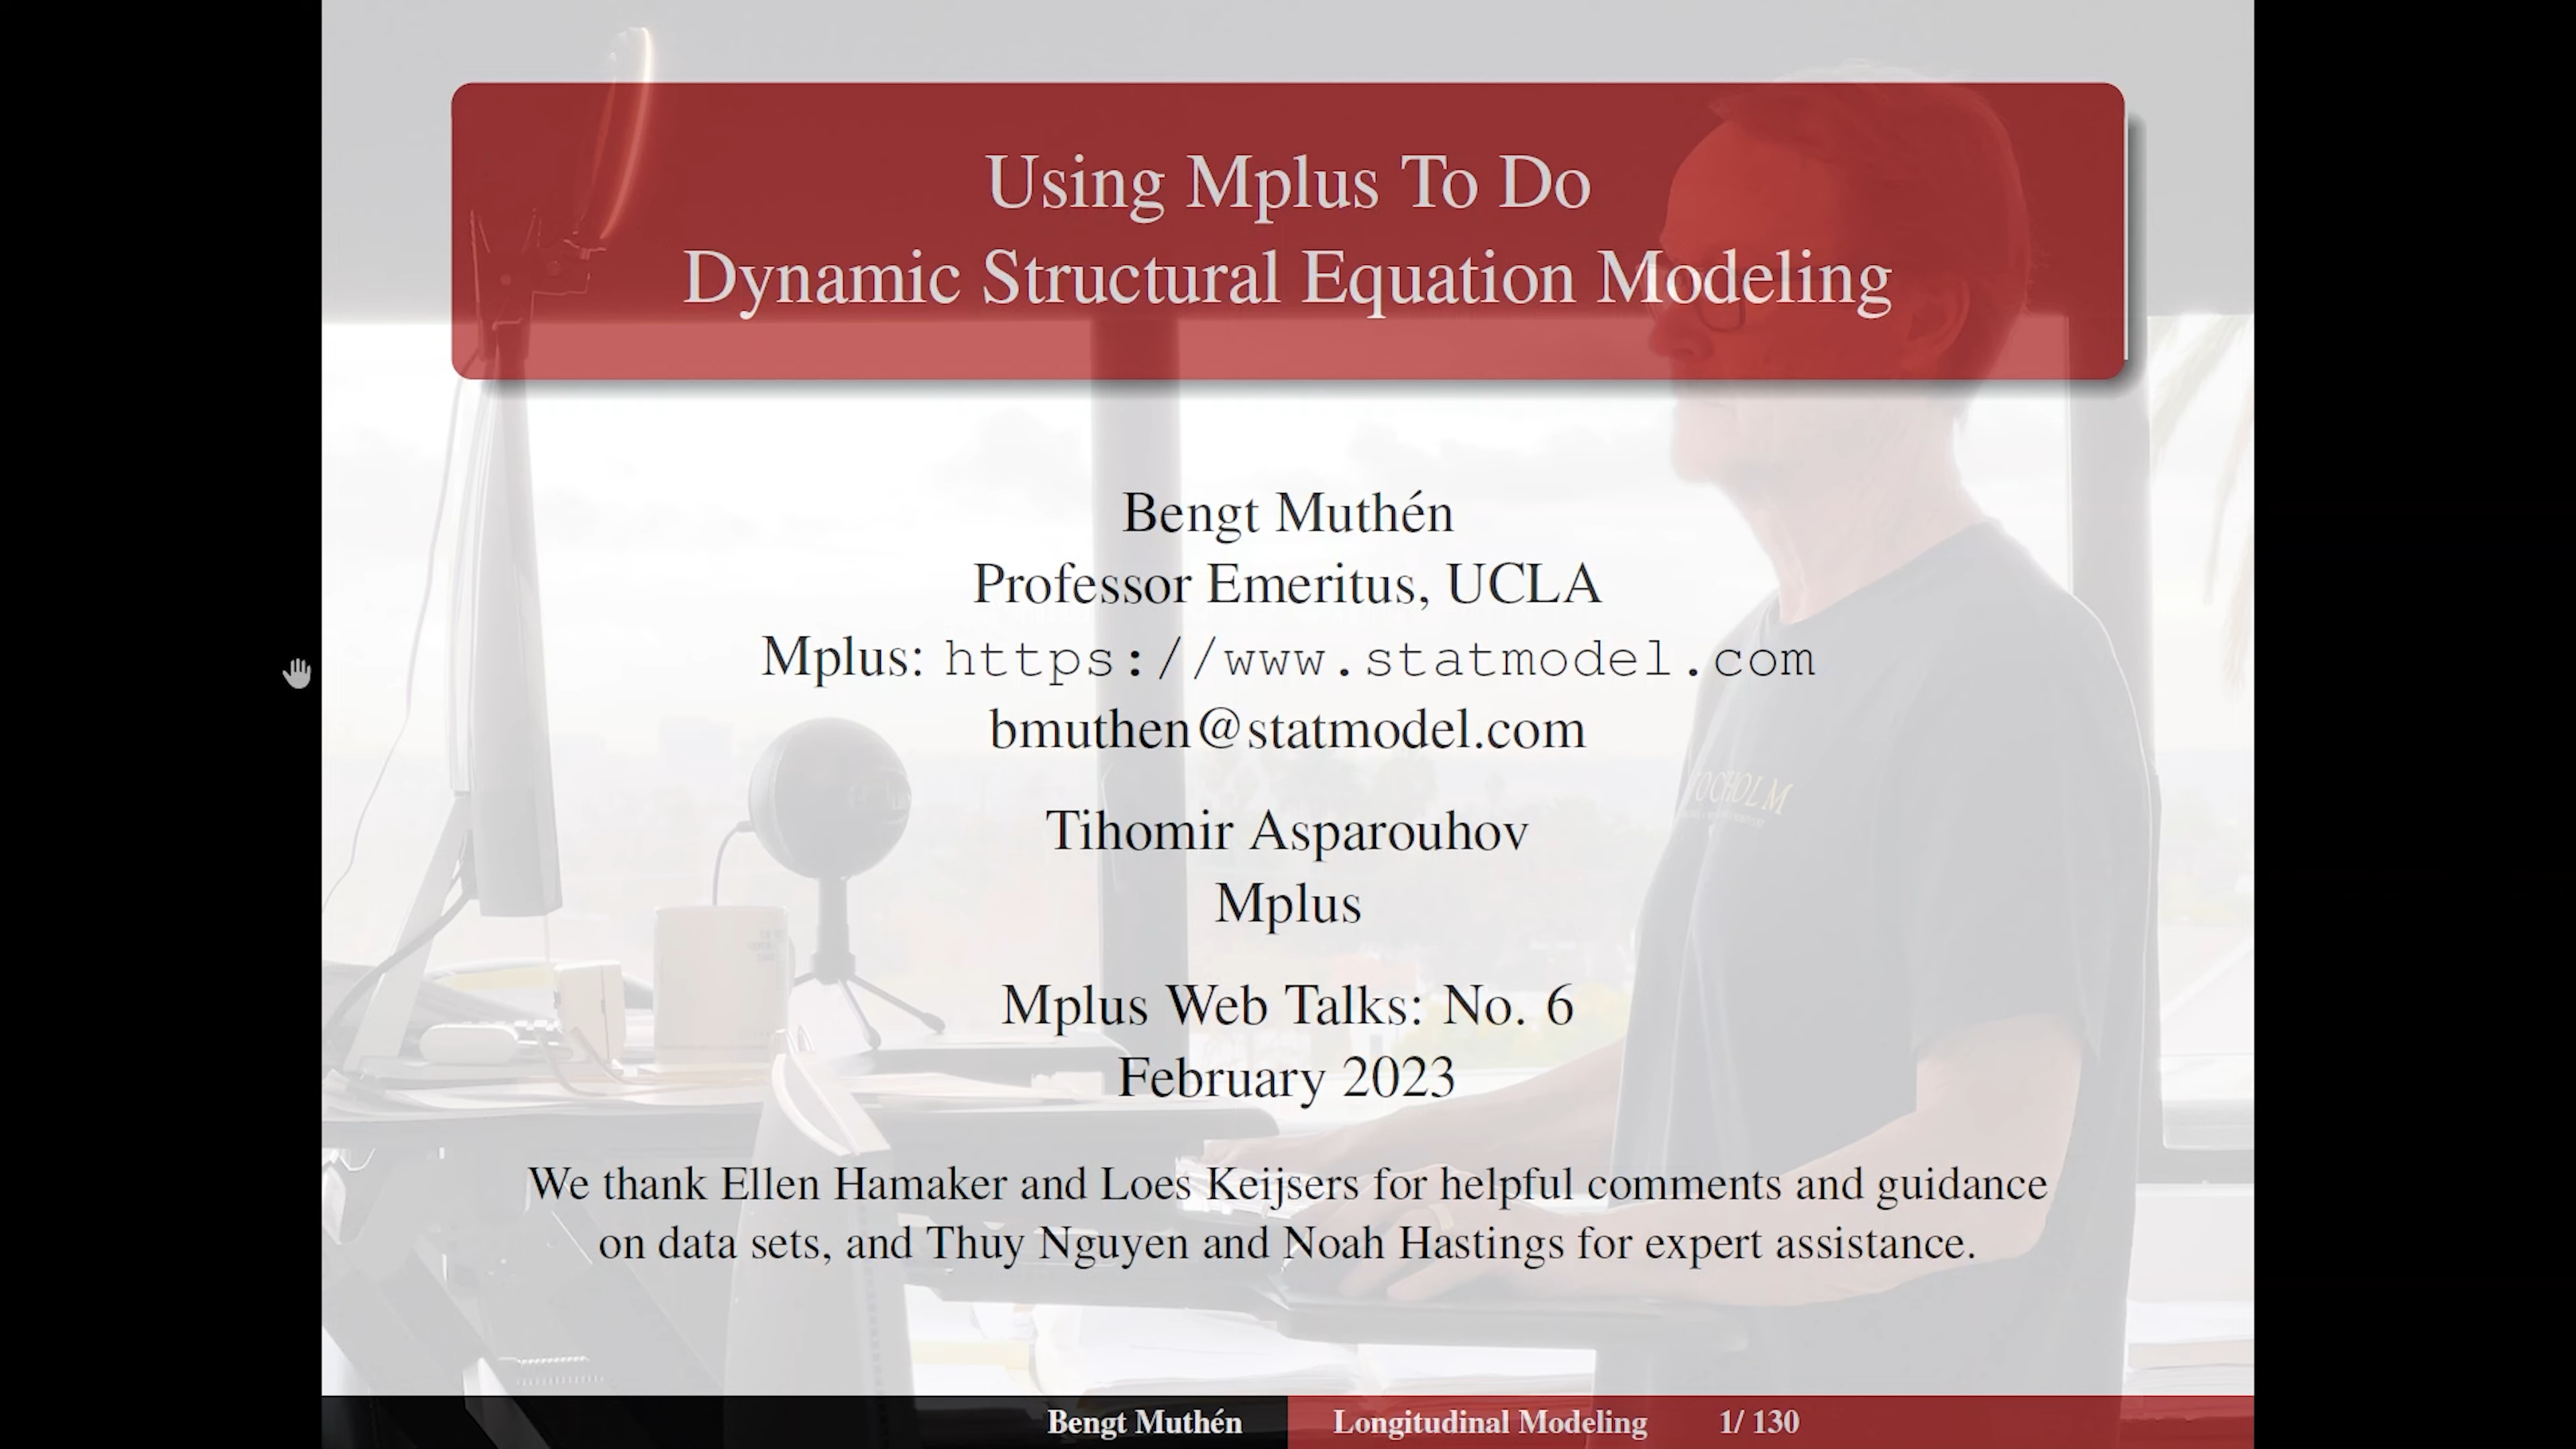 Using Mplus To Do
Dynamic Structural Equation Modeling
Bengt Muthén
Professor Emeritus, UCLA
Mplus: https://www.statmodel.com
bmuthen@statmodel.com
TOCHOLM
Tihomir Asparouhov
Mplus
Mplus Web Talks: No. 6
February 2023
We thank Ellen Hamaker and Loes Keijsers for helpful comments and guidance
on data sets, and Thuy Nguyen and Noah Hastings for expert assistance.
Bengt Muthén Longitudinal Modeling 1/ 130